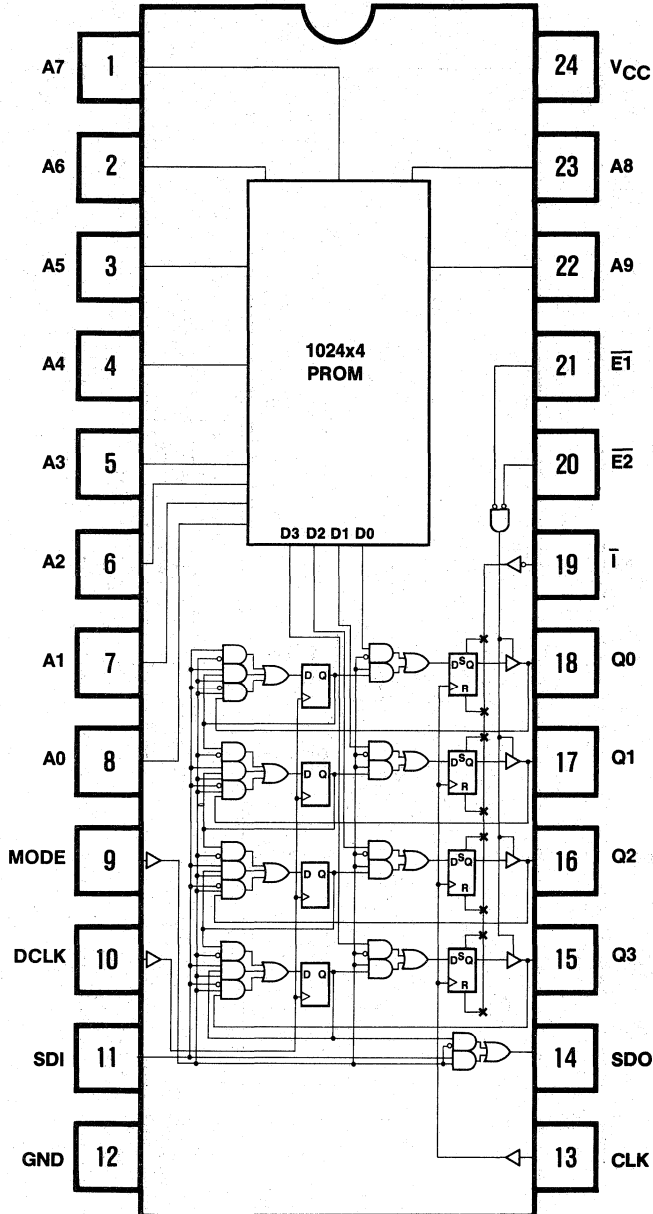 A7 1 24 VCC
A6 2 23 A8
A5 3 22 A9
A4 4 1024x4 21 E1
PROM
A3 5 20 E2
D3 D2 D1 D0
A2 6 19 I
A1 7 18 Q0
D Q D S Q
R
A0 8 17 Q1
D Q D S Q
R
MODE 9 16 Q2
D Q D S Q
R
DCLK 10 15 Q3
D Q D S Q
R
SDI 11 14 SDO
GND 12 13 CLK